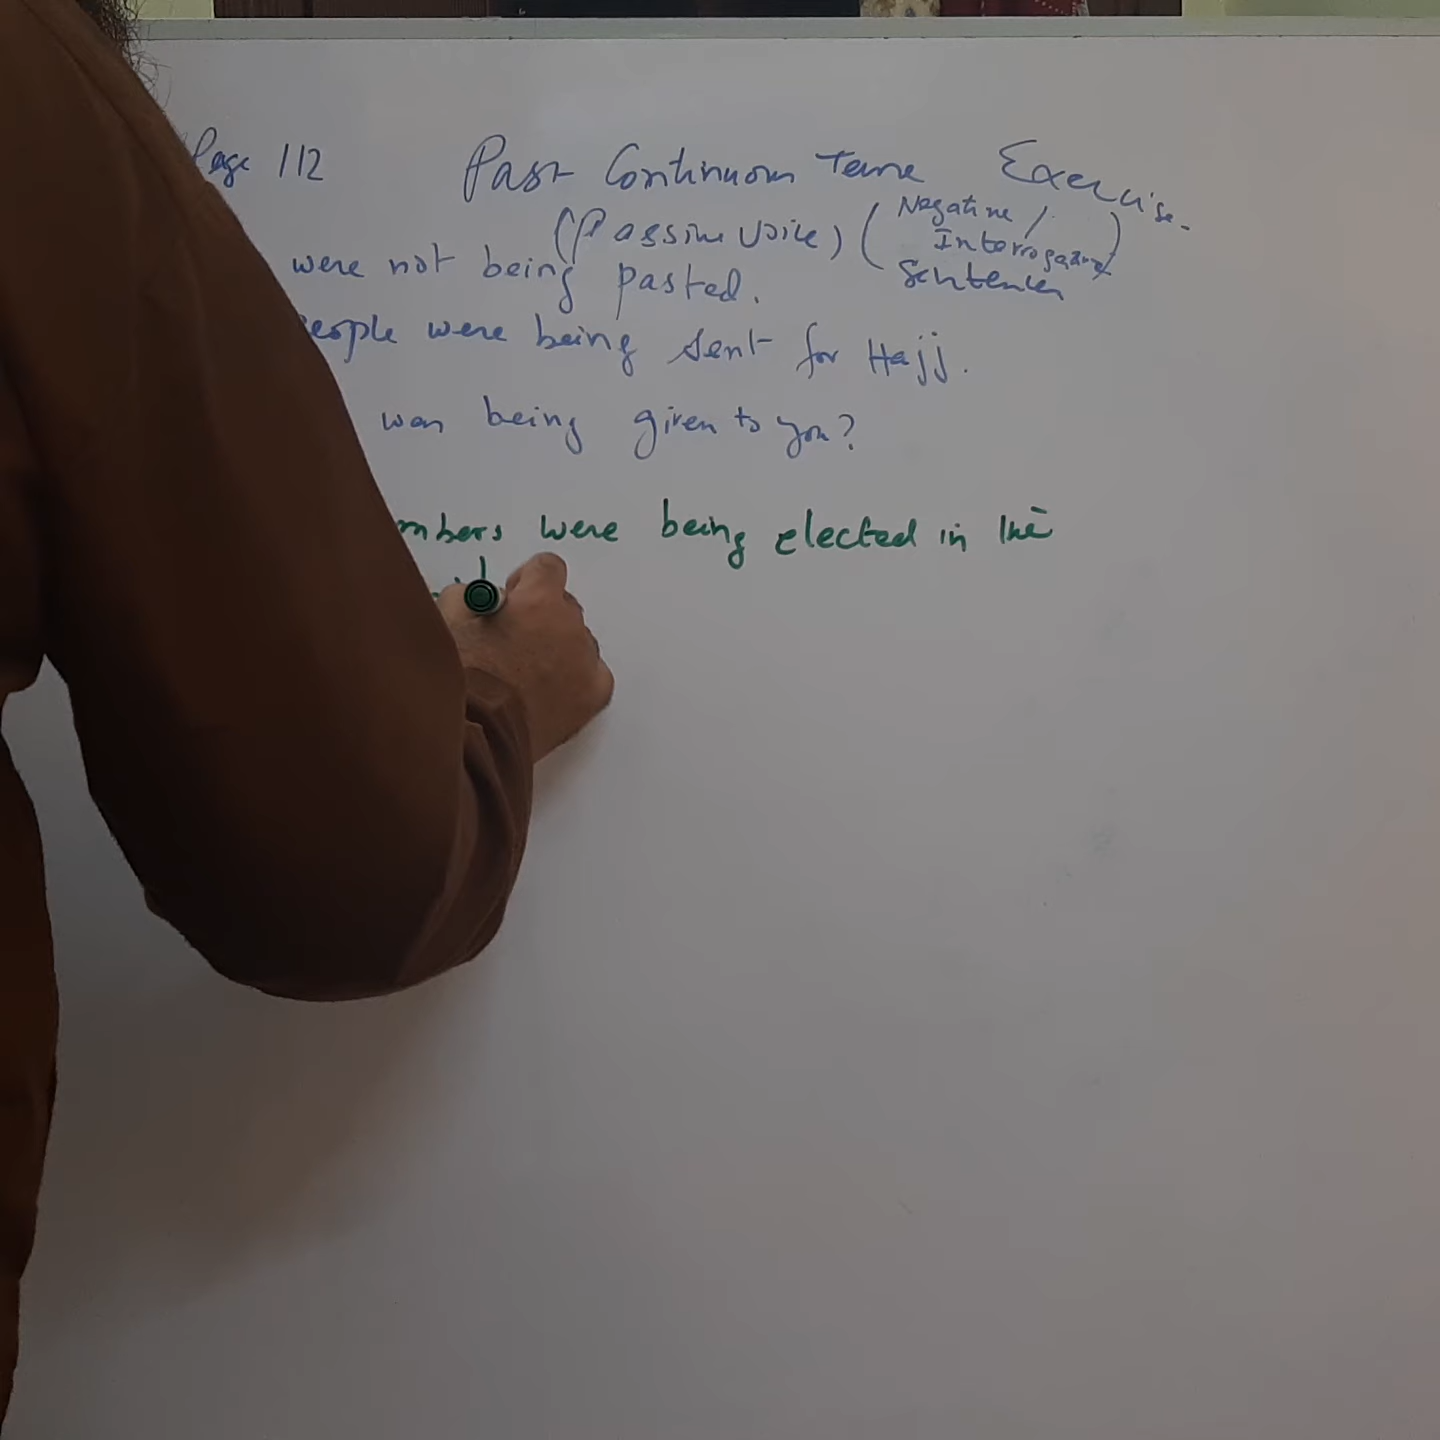 Page 112 Past Continuous Tense Exercise.
(Passive Voice) (Negative / Interrogative Sentences)
were not being pasted.
people were being sent for Hajj.
was being given to you?
mbers were being elected in the